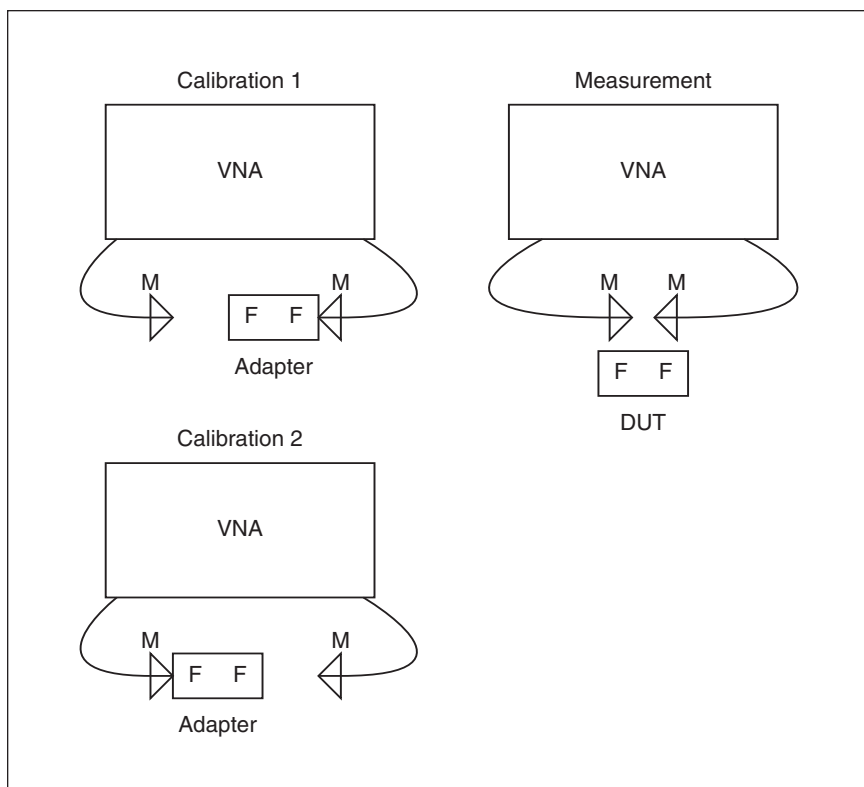 Calibration 1
VNA
M
M
F F
Adapter
Measurement
VNA
M M
F F
DUT
Calibration 2
VNA
M
M
F F
Adapter